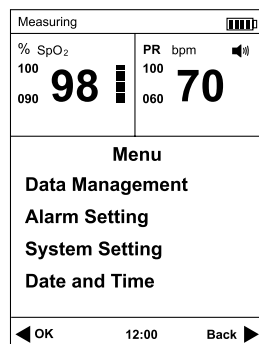 Measuring
% SpO₂
100
090
98
PR bpm
100
060
70
Menu
Data Management
Alarm Setting
System Setting
Date and Time
OK 12:00 Back